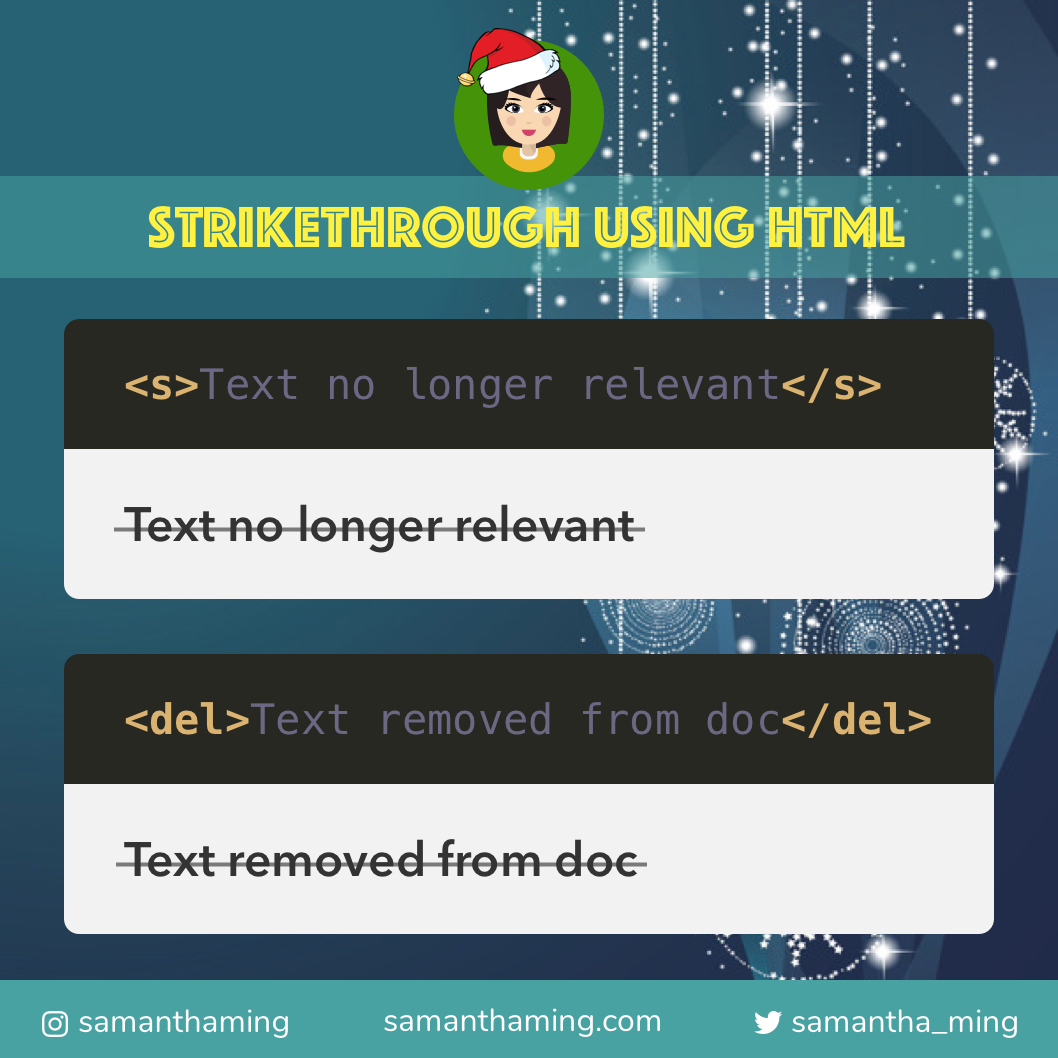 STRIKETHROUGH USING HTML
<s>Text no longer relevant</s>
Text no longer relevant
<del>Text removed from doc</del>
Text removed from doc
samanthaming samanthaming.com samantha_ming